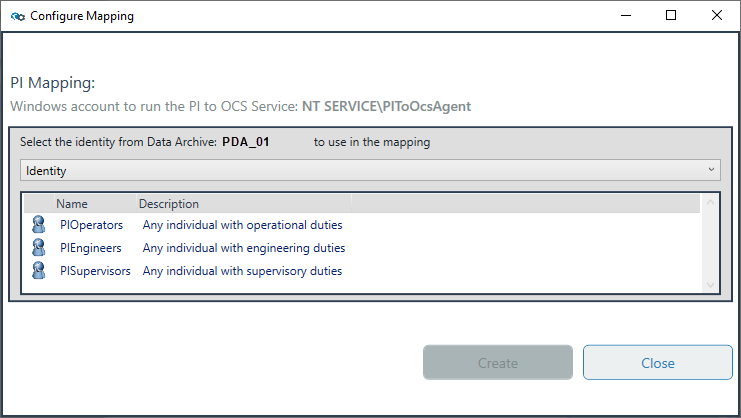 Configure Mapping
PI Mapping:
Windows account to run the PI to OCS Service: NT SERVICE\PIToOcsAgent
Select the identity from Data Archive: PDA_01 to use in the mapping
Identity
Name Description
PIOperators Any individual with operational duties
PIEngineers Any individual with engineering duties
PISupervisors Any individual with supervisory duties
Create Close